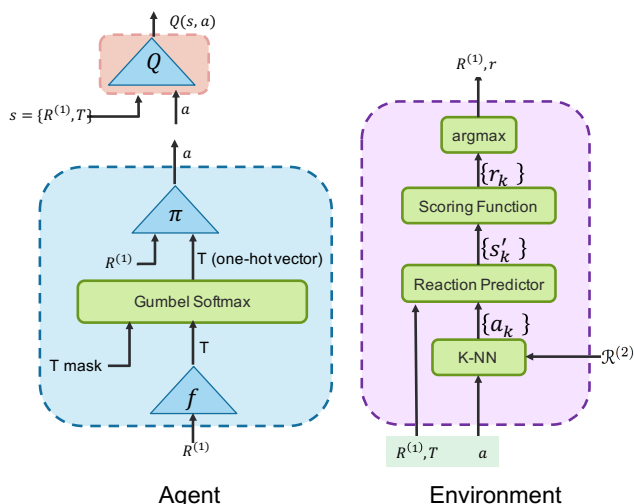 Q(s, a)
Q
s = {R^(1), T}
a
a
π
R^(1)
T (one-hot vector)
Gumbel Softmax
T mask
T
f
R^(1)
Agent
R^(1), r
argmax
{r_k }
Scoring Function
{s'_k }
Reaction Predictor
{a_k }
K-NN
ℛ^(2)
R^(1), T
a
Environment